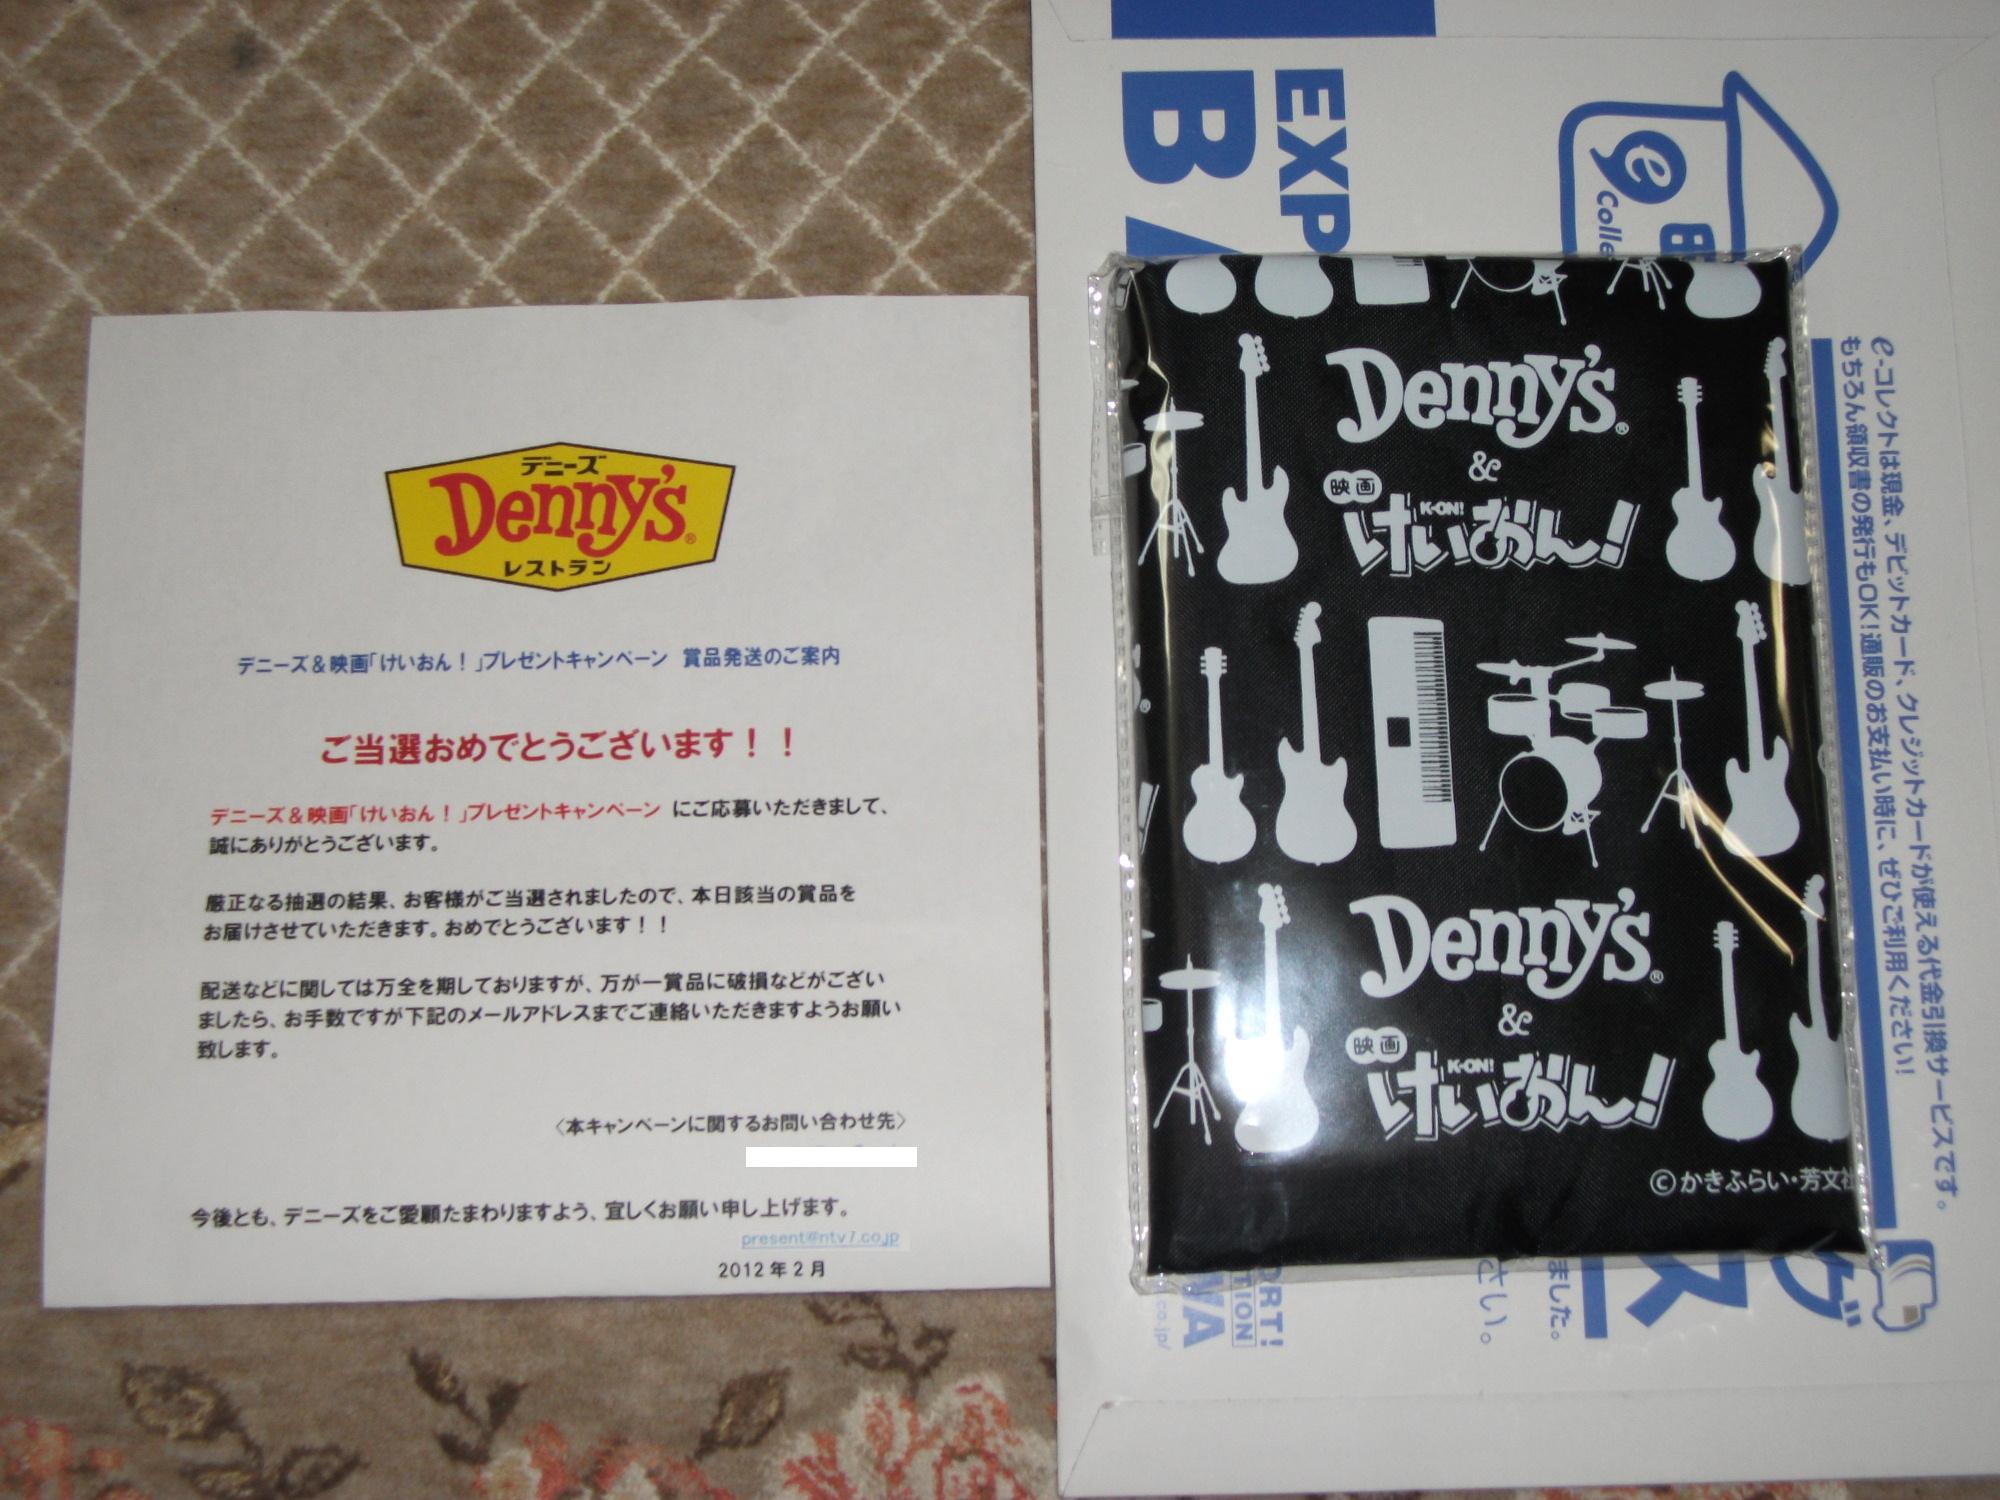 デニーズ
Denny's®
レストラン
デニーズ&映画「けいおん！」プレゼントキャンペーン 賞品発送のご案内
ご当選おめでとうございます！！
デニーズ&映画「けいおん！」プレゼントキャンペーン にご応募いただきまして、
誠にありがとうございます。
厳正なる抽選の結果、お客様がご当選されましたので、本日該当の賞品を
お届けさせていただきます。おめでとうございます！！
配送などに関しては万全を期しておりますが、万が一賞品に破損などがござい
ましたら、お手数ですが下記のメールアドレスまでご連絡いただきますようお願い
致します。
〈本キャンペーンに関するお問い合わせ先〉
今後とも、デニーズをご愛顧たまわりますよう、宜しくお願い申し上げます。
present@ntv7.co.jp
2012年2月
Denny's®
&
映画
K-ON!
けいおん!
Denny's®
&
映画
K-ON!
けいおん!
©かきふらい・芳文社
EXP
BA
e
Colle
e-コレクトは現金、デビットカード、クレジットカードが使える代金引換サービスです。
もちろん領収書の発行もOK!通販のお支払い時に、ぜひご利用ください!
ORT!
TION
WA
co.jp/
ました。
さい。
ス
グ